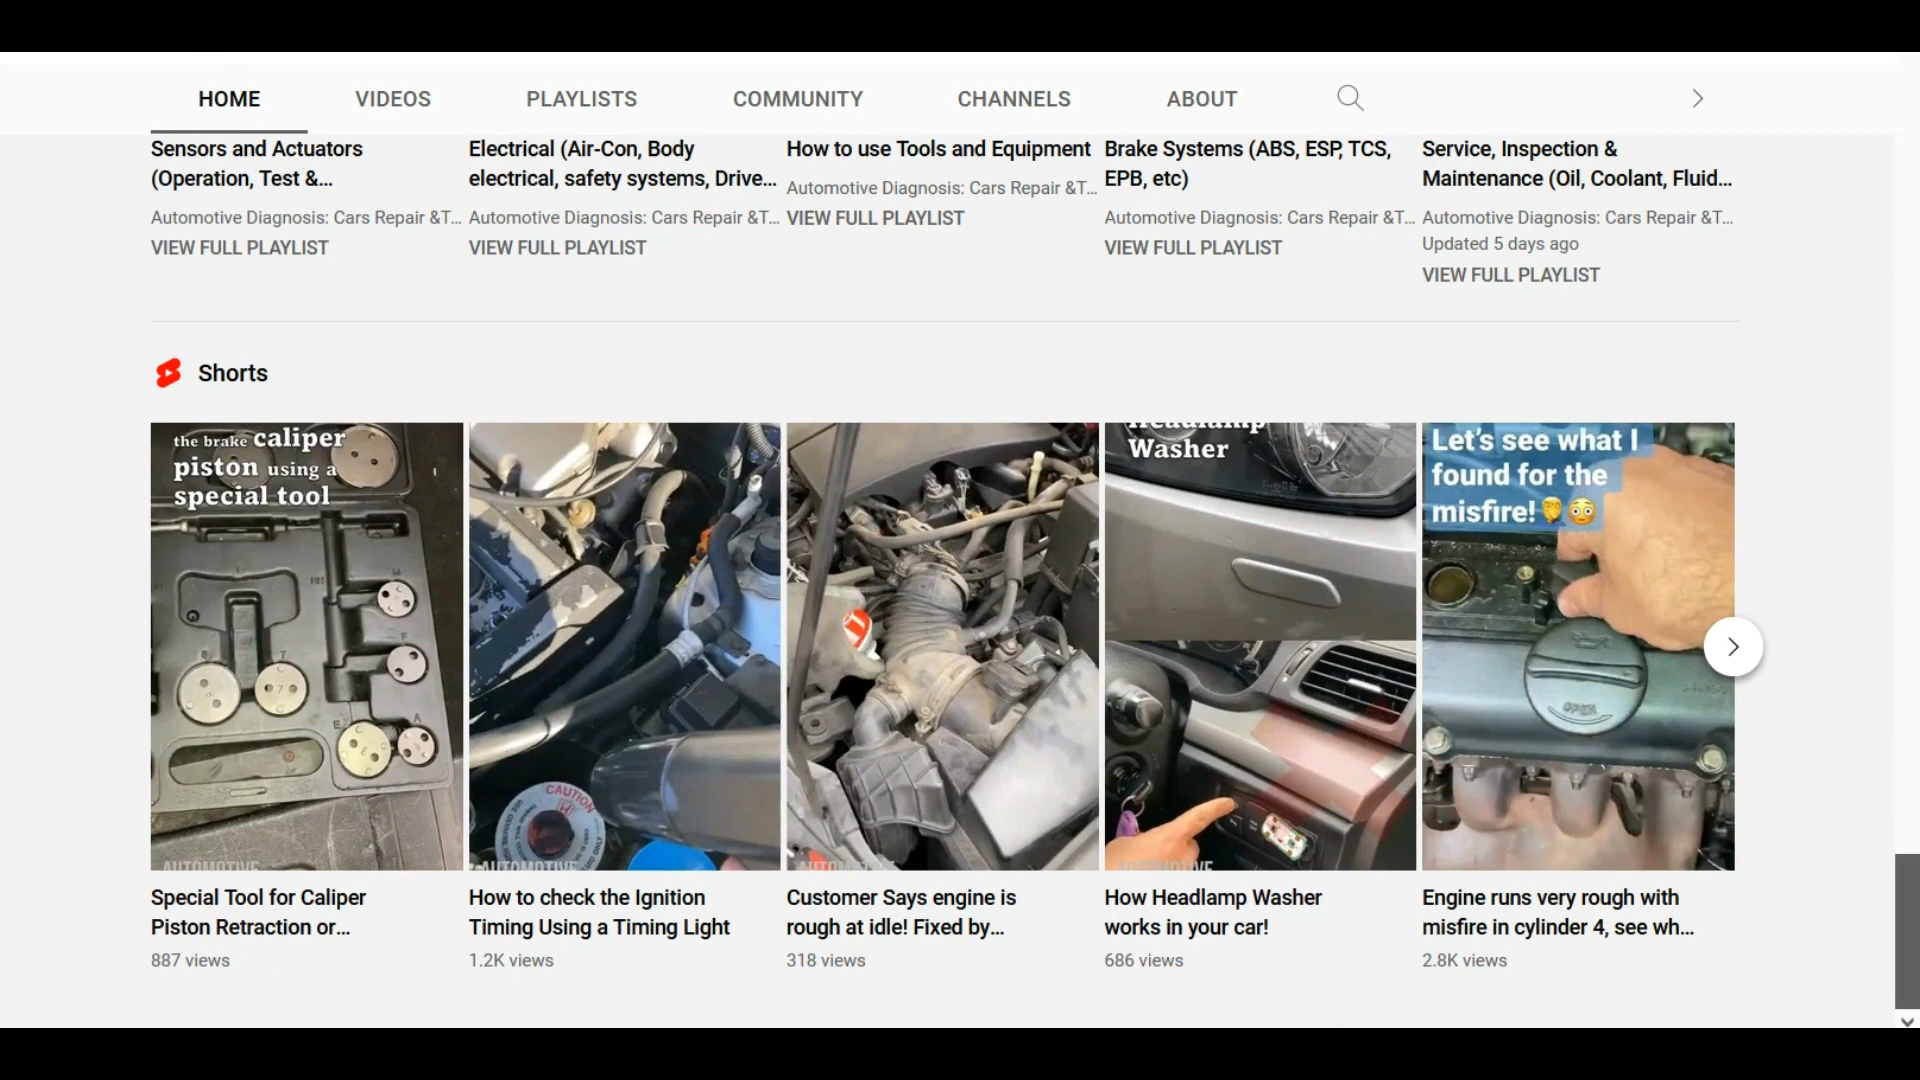 HOME VIDEOS PLAYLISTS COMMUNITY CHANNELS ABOUT
Sensors and Actuators
(Operation, Test &...
Automotive Diagnosis: Cars Repair &T...
VIEW FULL PLAYLIST
Electrical (Air-Con, Body
electrical, safety systems, Drive...
Automotive Diagnosis: Cars Repair &T...
VIEW FULL PLAYLIST
How to use Tools and Equipment
Automotive Diagnosis: Cars Repair &T...
VIEW FULL PLAYLIST
Brake Systems (ABS, ESP, TCS,
EPB, etc)
Automotive Diagnosis: Cars Repair &T...
VIEW FULL PLAYLIST
Service, Inspection &
Maintenance (Oil, Coolant, Fluid...
Automotive Diagnosis: Cars Repair &T...
Updated 5 days ago
VIEW FULL PLAYLIST
Shorts
the brake caliper
piston using a
special tool
AUTOMOTIVE
Special Tool for Caliper
Piston Retraction or...
887 views
CAUTION
AUTOMOTIVE
How to check the Ignition
Timing Using a Timing Light
1.2K views
AUTOMOTIVE
Customer Says engine is
rough at idle! Fixed by...
318 views
Headlamp
Washer
AUTOMOTIVE
How Headlamp Washer
works in your car!
686 views
Let's see what I
found for the
misfire!🤦😳
OPEN
Engine runs very rough with
misfire in cylinder 4, see wh...
2.8K views